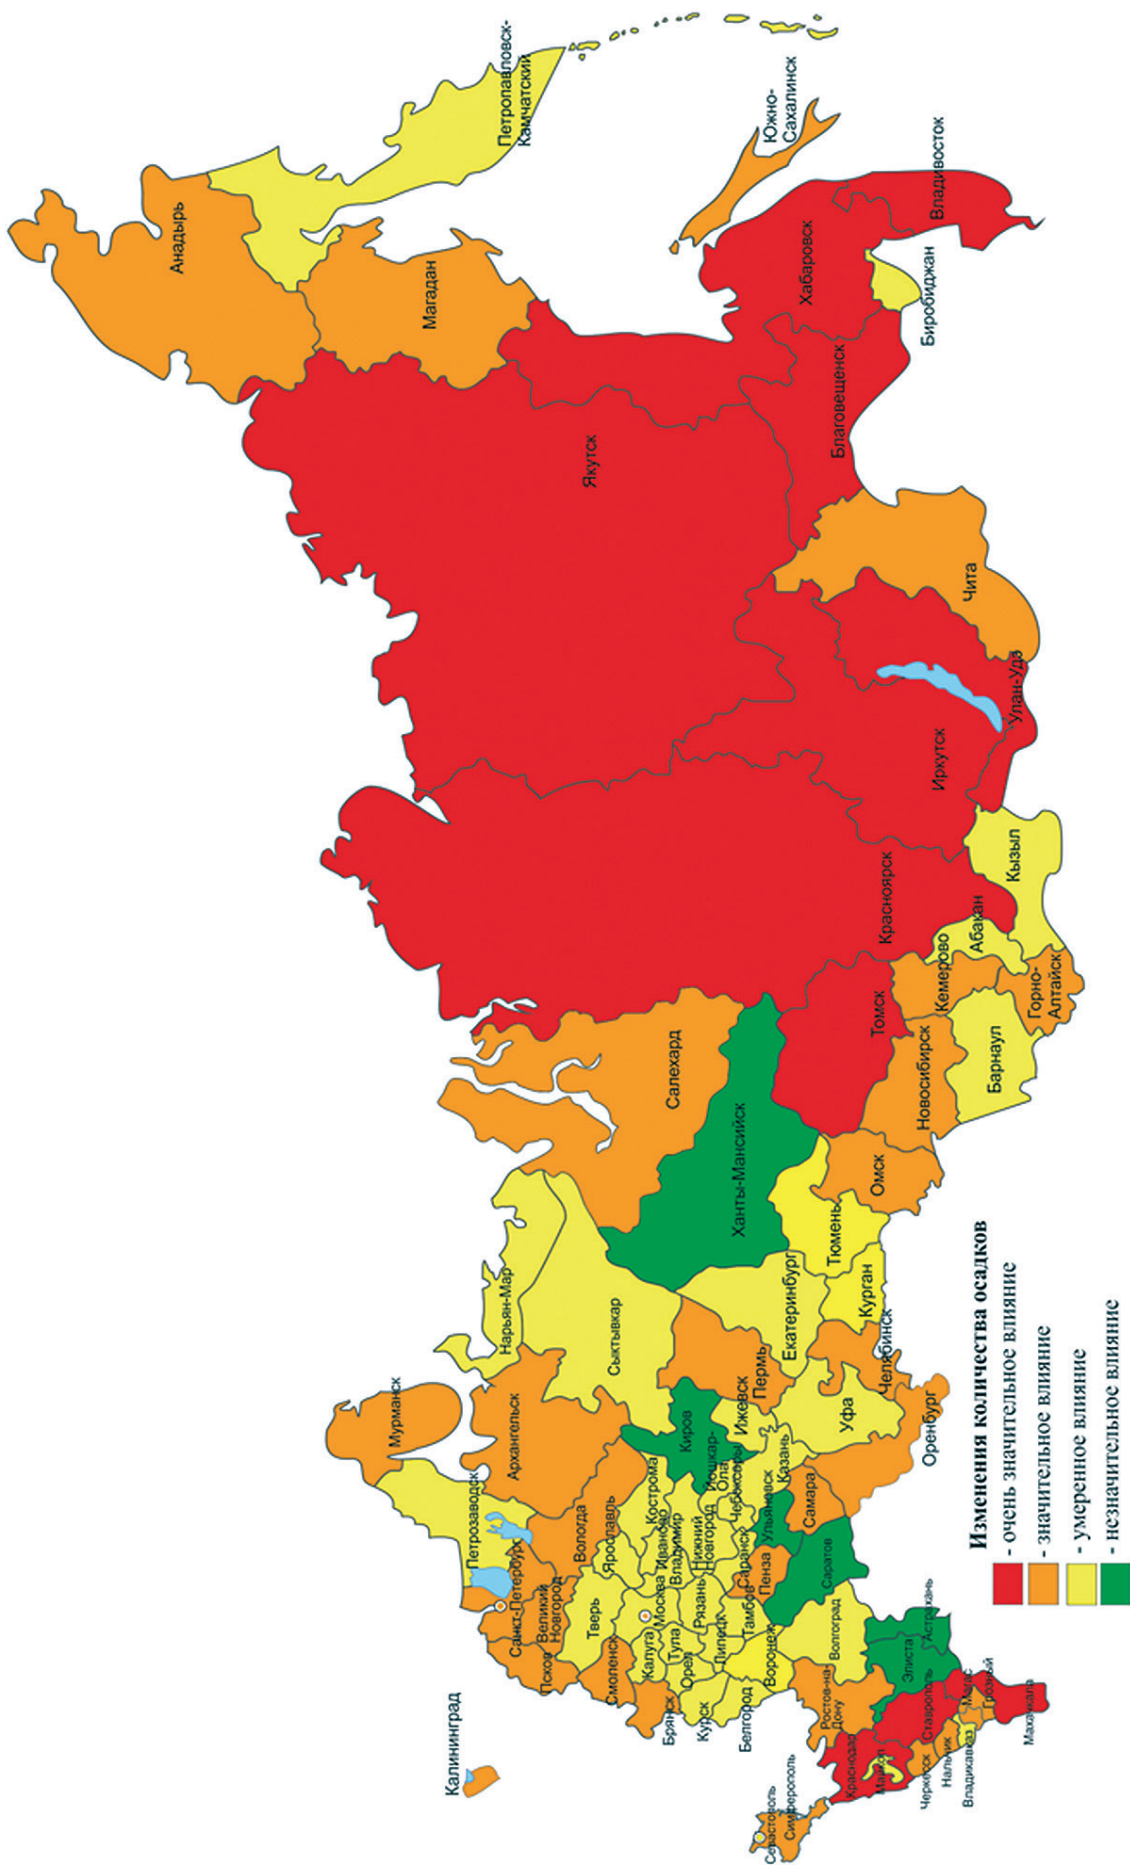 Анадырь
Петропавловск-
Камчатский
Магадан
Южно-
Сахалинск
Хабаровск
Владивосток
Биробиджан
Благовещенск
Якутск
Чита
Улан-Удэ
Иркутск
Красноярск
Кызыл
Абакан
Кемерово
Горно-
Алтайск
Томск
Новосибирск
Барнаул
Салехард
Ханты-Мансийск
Омск
Тюмень
Курган
Екатеринбург
Челябинск
Нарьян-Мар
Сыктывкар
Пермь
Ижевск
Уфа
Оренбург
Мурманск
Архангельск
Киров
Йошкар-
Ола
Казань
Чебоксары
Ульяновск
Самара
Петрозаводск
Вологда
Кострома
Ярославль
Иваново
Владимир
Нижний
Новгород
Саранск
Пенза
Саратов
Санкт-Петербург
Великий
Новгород
Псков
Тверь
Москва
Смоленск
Калуга
Тула
Рязань
Липецк
Тамбов
Орел
Брянск
Курск
Белгород
Воронеж
Волгоград
Астрахань
Элиста
Ростов-на-
Дону
Ставрополь
Краснодар
Майкоп
Черкесск
Нальчик
Владикавказ
Магас
Грозный
Махачкала
Калининград
Севастополь
Симферополь
Изменения количества осадков
- очень значительное влияние
- значительное влияние
- умеренное влияние
- незначительное влияние